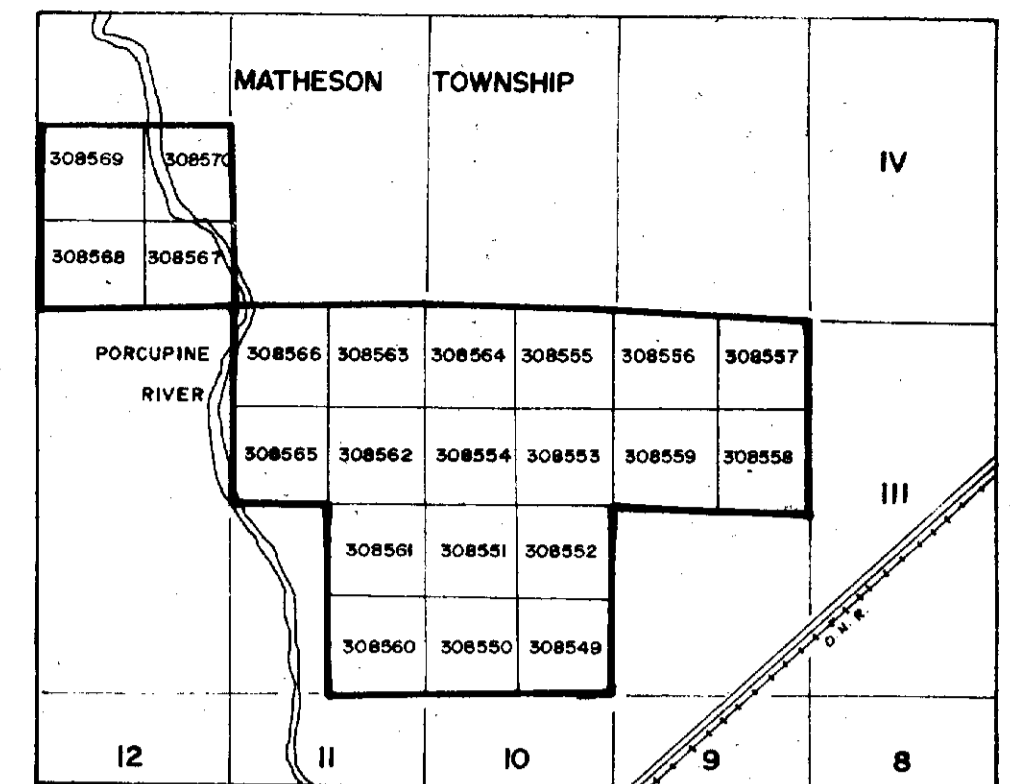 MATHESON TOWNSHIP
IV
308569 308570
308568 308567
PORCUPINE
RIVER
308566 308563 308564 308555 308556 308557
308565 308562 308554 308553 308559 308558
III
308561 308551 308552
O. N. R.
308560 308550 308549
12 11 10 9 8